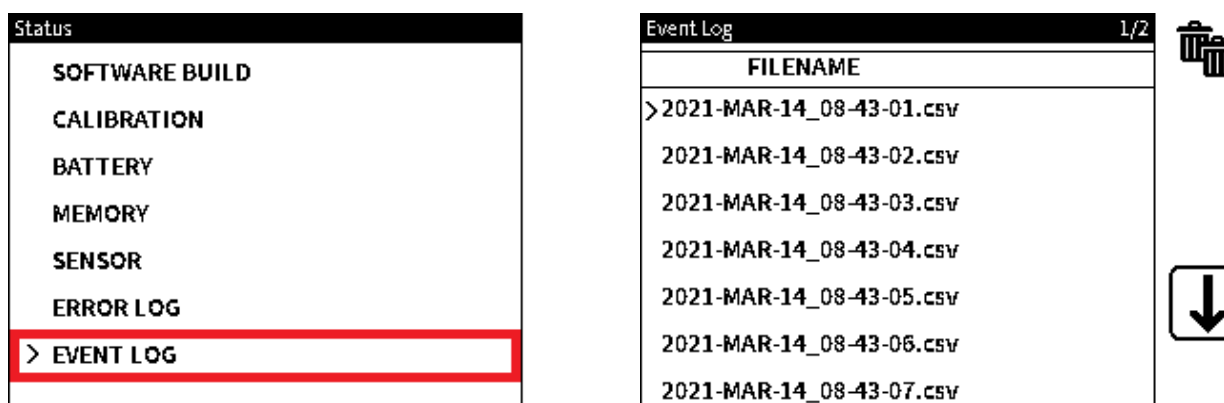 Status
SOFTWARE BUILD
CALIBRATION
BATTERY
MEMORY
SENSOR
ERROR LOG
> EVENT LOG
Event Log 1/2
FILENAME
>2021-MAR-14_08-43-01.csv
2021-MAR-14_08-43-02.csv
2021-MAR-14_08-43-03.csv
2021-MAR-14_08-43-04.csv
2021-MAR-14_08-43-05.csv
2021-MAR-14_08-43-06.csv
2021-MAR-14_08-43-07.csv